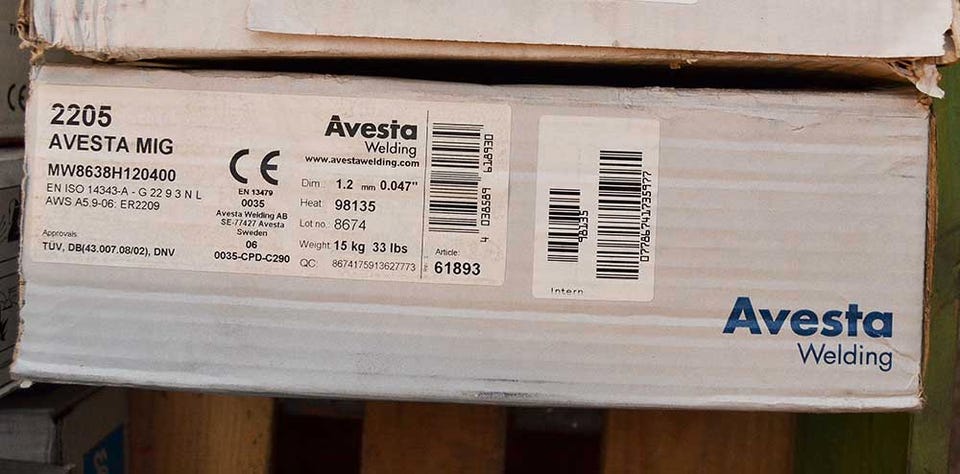 2205
AVESTA MIG
MW8638H120400
EN ISO 14343-A - G 22 9 3 N L
AWS A5.9-06: ER2209
Approvals
TÜV, DB(43.007.08/02), DNV
CE
EN 13479
0035
Avesta Welding AB
SE-77427 Avesta
Sweden
06
0035-CPD-C290
Avesta
Welding
www.avestawelding.com
Dim.: 1.2 mm 0.047"
Heat: 98135
Lot no.: 8674
Weight: 15 kg 33 lbs
QC: 8674175913627773
Article:
61893
98135
07786741735977
Intern
Avesta
Welding